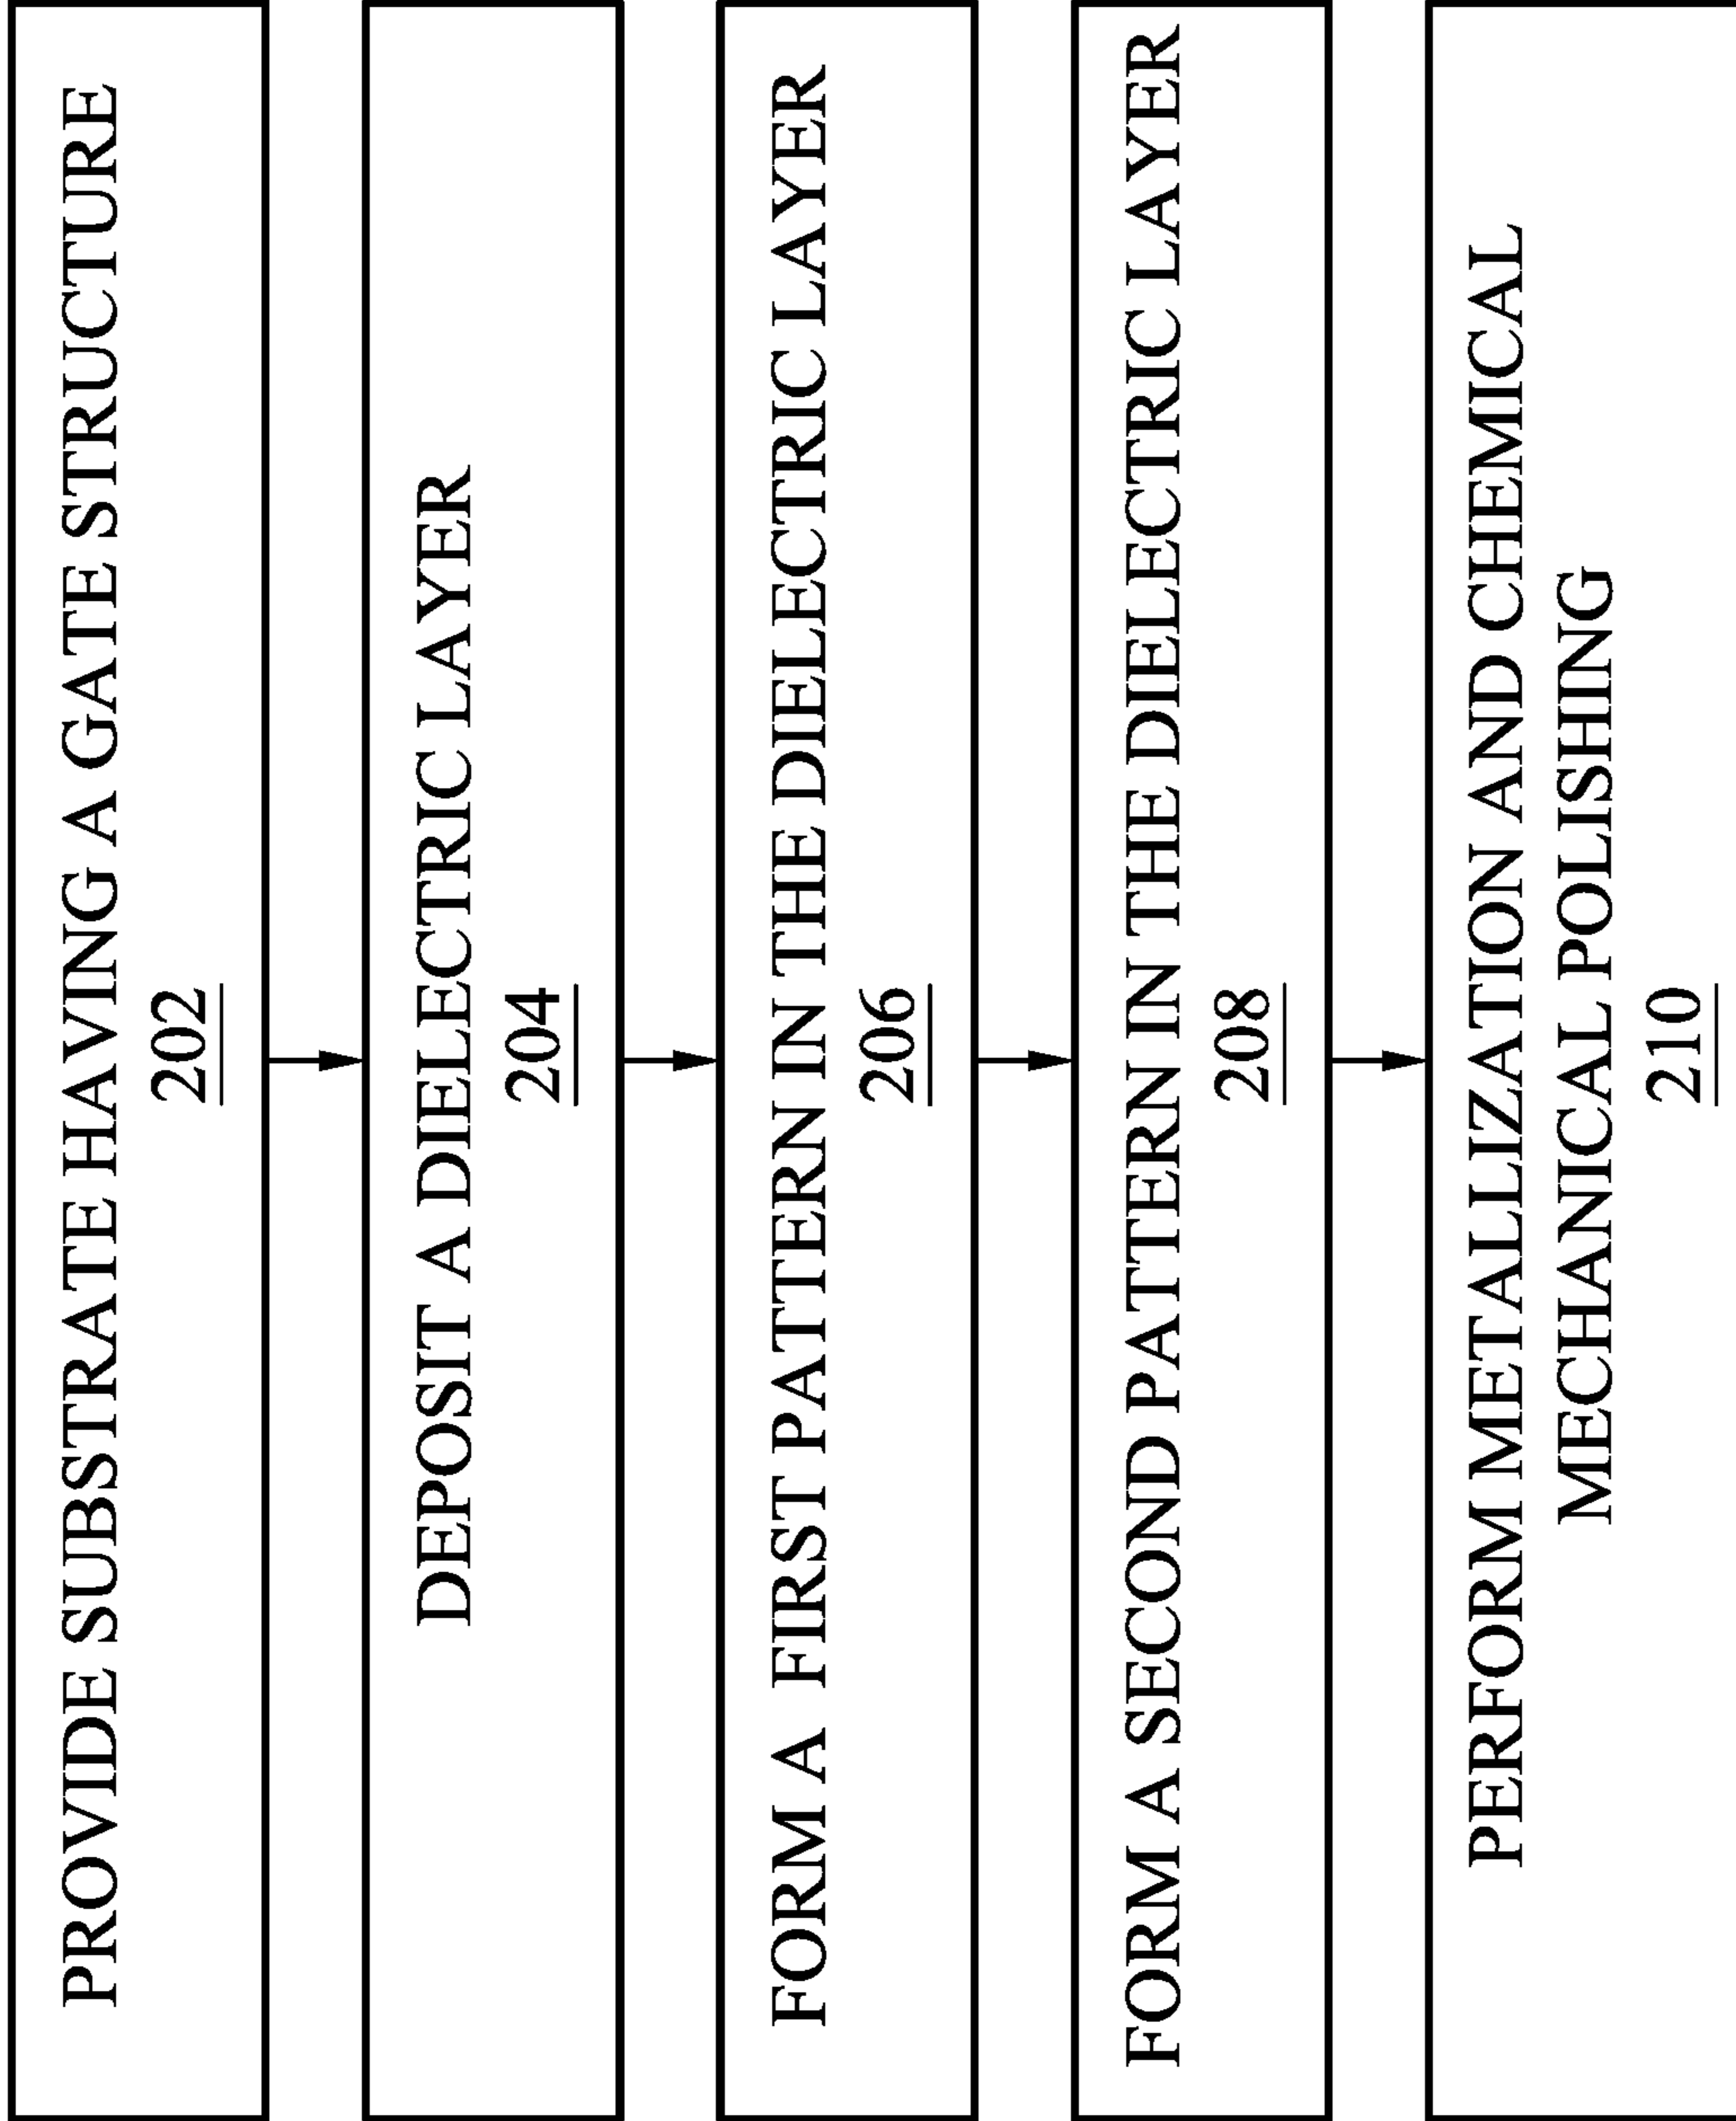 PROVIDE SUBSTRATE HAVING A GATE STRUCTURE
202
DEPOSIT A DIELECTRIC LAYER
204
FORM A FIRST PATTERN IN THE DIELECTRIC LAYER
206
FORM A SECOND PATTERN IN THE DIELECTRIC LAYER
208
PERFORM METALLIZATION AND CHEMICAL
MECHANICAL POLISHING
210